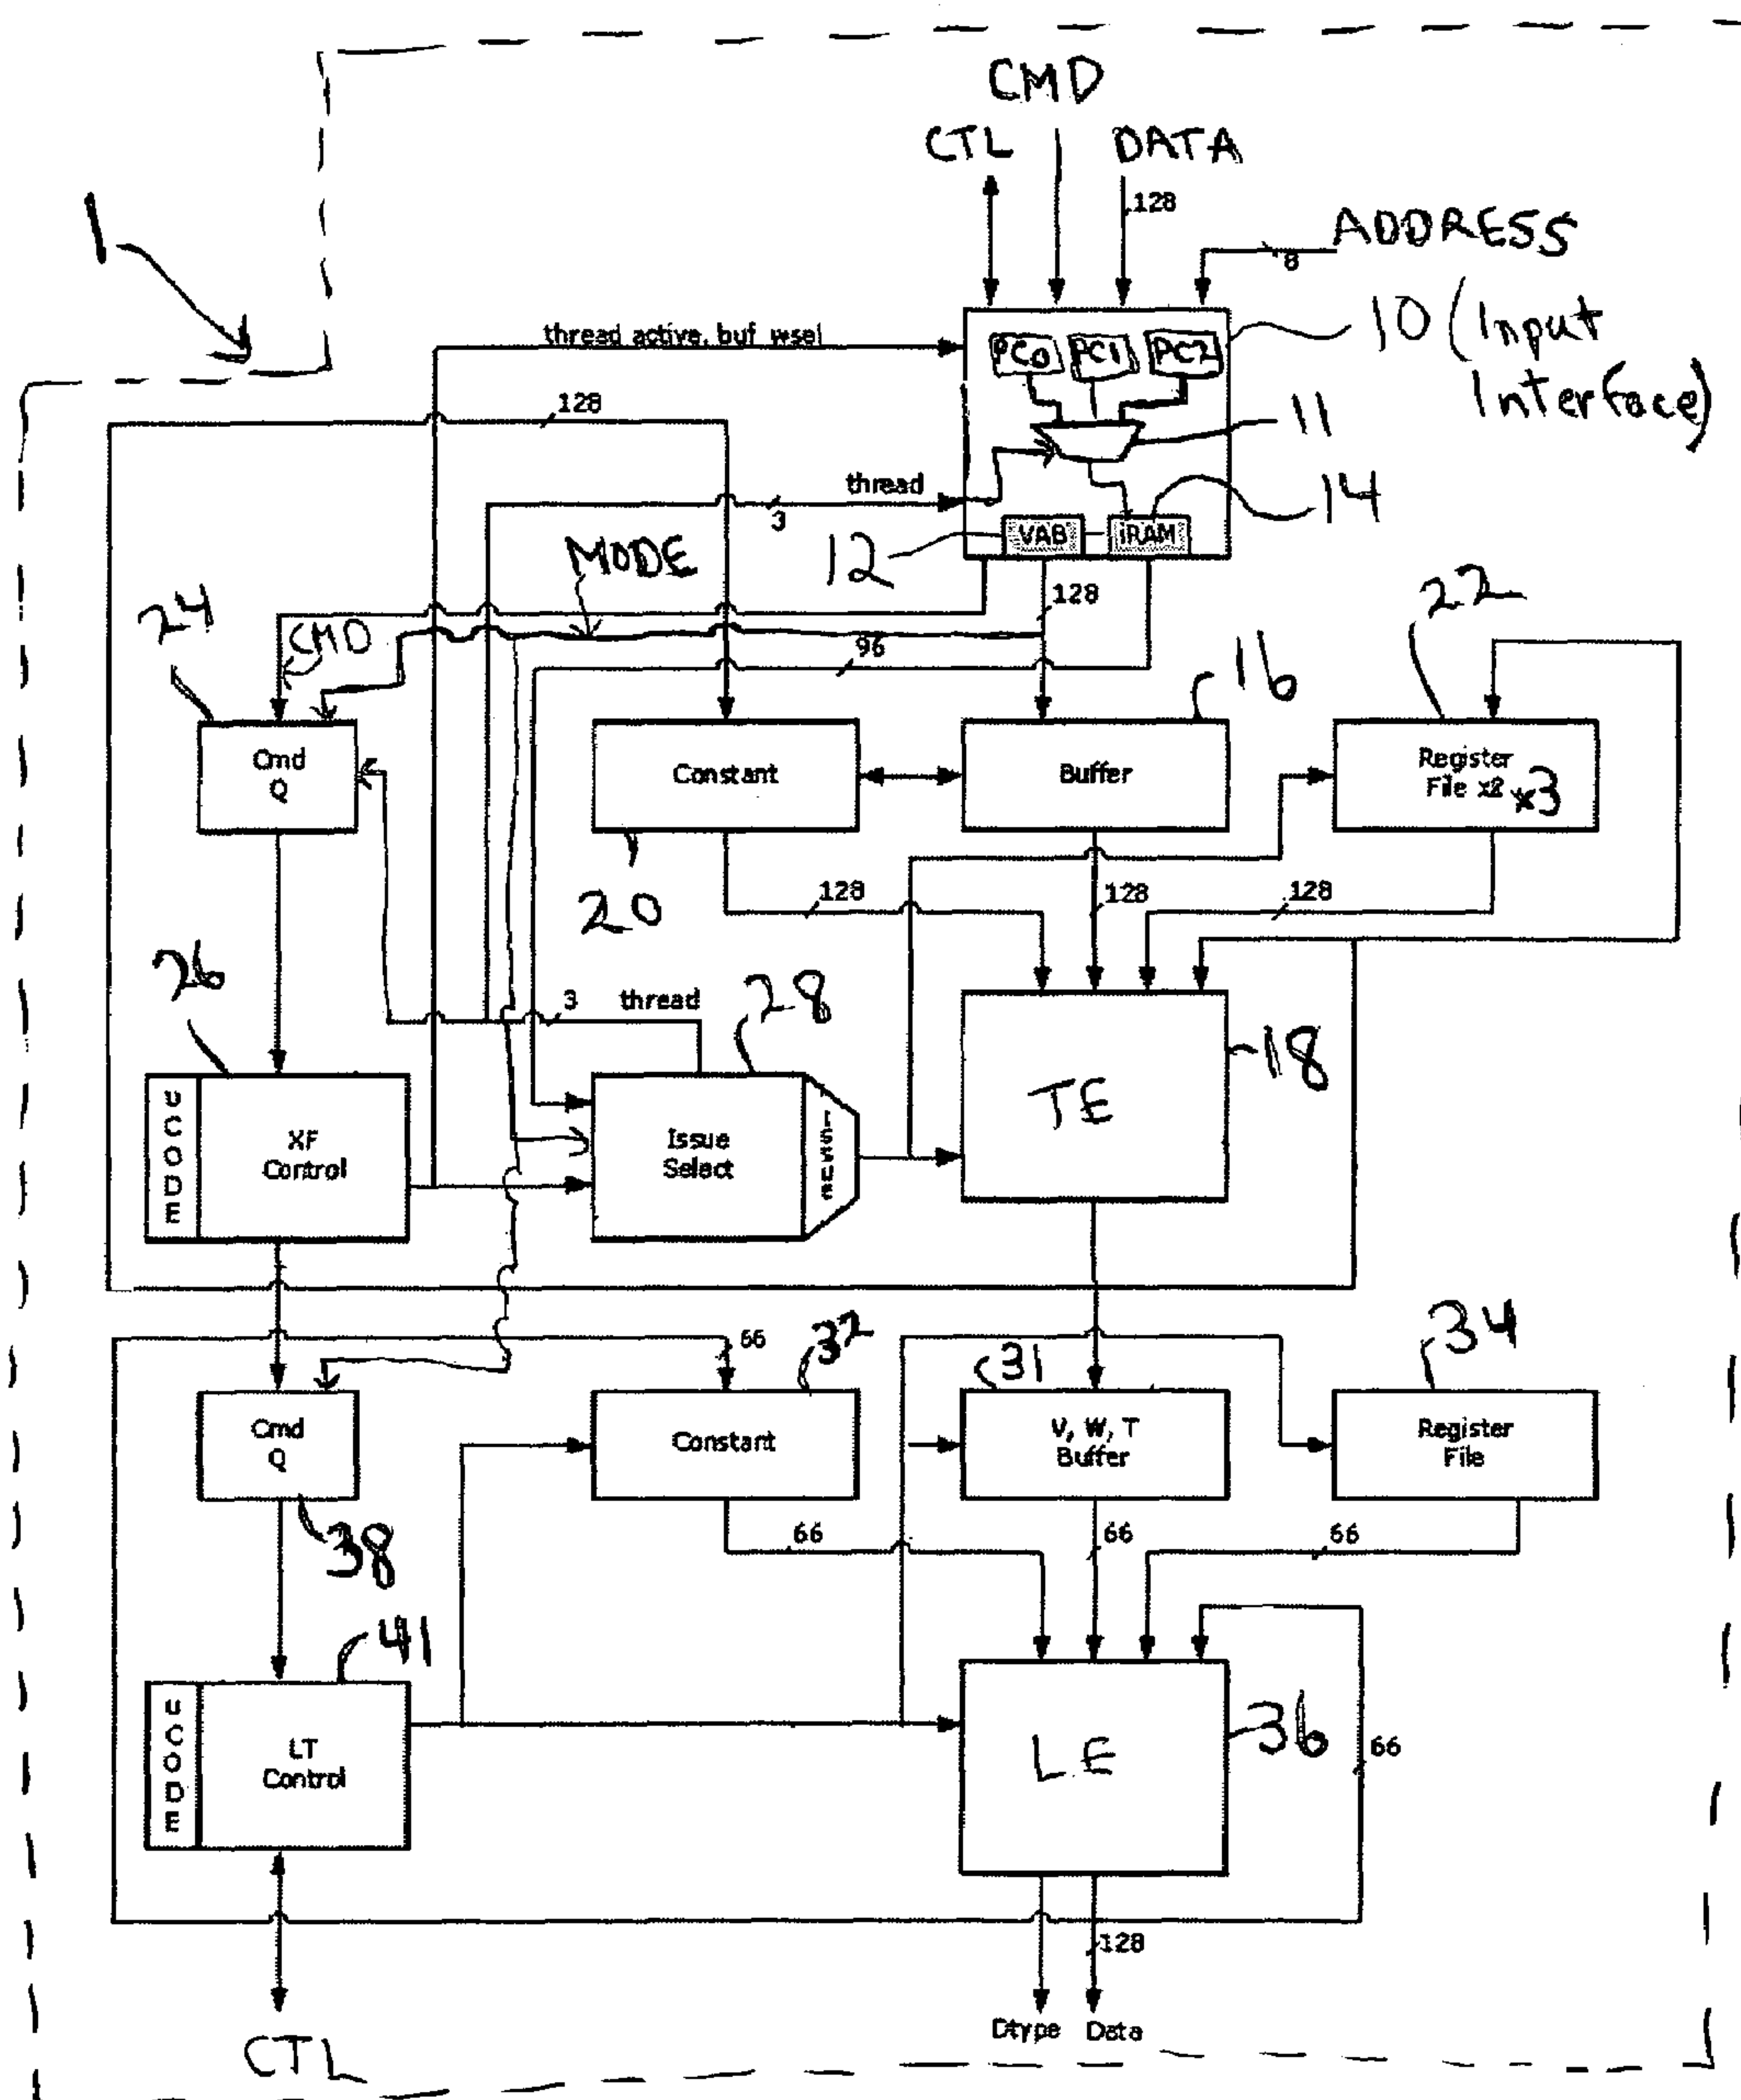 CMD
CTL
DATA
128
ADDRESS
8
1
10 (Input
Interface)
thread active, buf wsel
PC0
PC1
PC2
128
11
thread
3
14
VAB
iRAM
12
MODE
128
24
CMD
96
22
16
Cmd
Q
Constant
Buffer
Register
File x2 x3
20
128
128
128
26
3
thread
28
18
TE
UCODE
XF
Control
Issue
Select
ISSUE
66
32
31
34
Cmd
Q
Constant
V, W, T
Buffer
Register
File
38
66
66
66
41
UCODE
LT
Control
LE
36
66
128
Dtype
Data
CTL